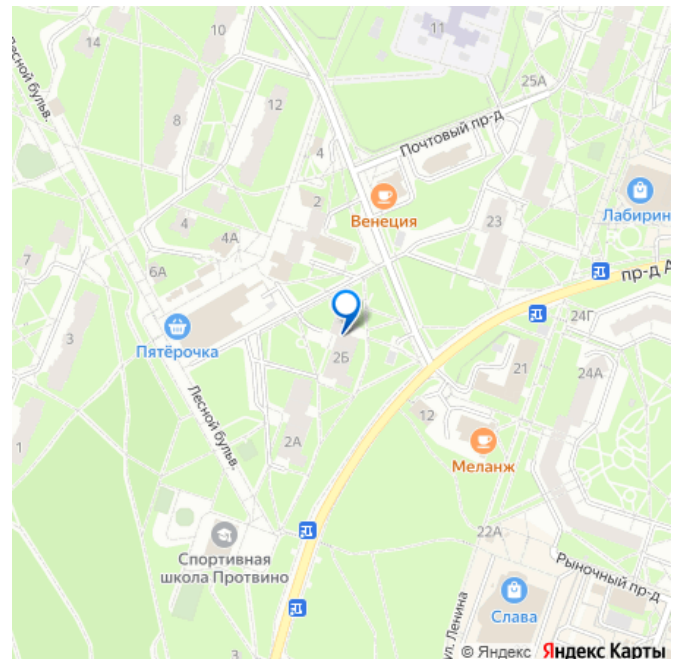 14
10
11
25А
Лесной бульв.
8
12
Почтовый пр-д
4
2
Венеция
Лабирин
4
4А
23
7
6А
пр-д А
24Г
Пятёрочка
2Б
21
24А
Лесной бульв.
1
2А
12
Меланж
22А
Спортивная
школа Протвино
Рыночный пр-д
Слава
ул. Ленина
3
© Яндекс Яндекс Карты